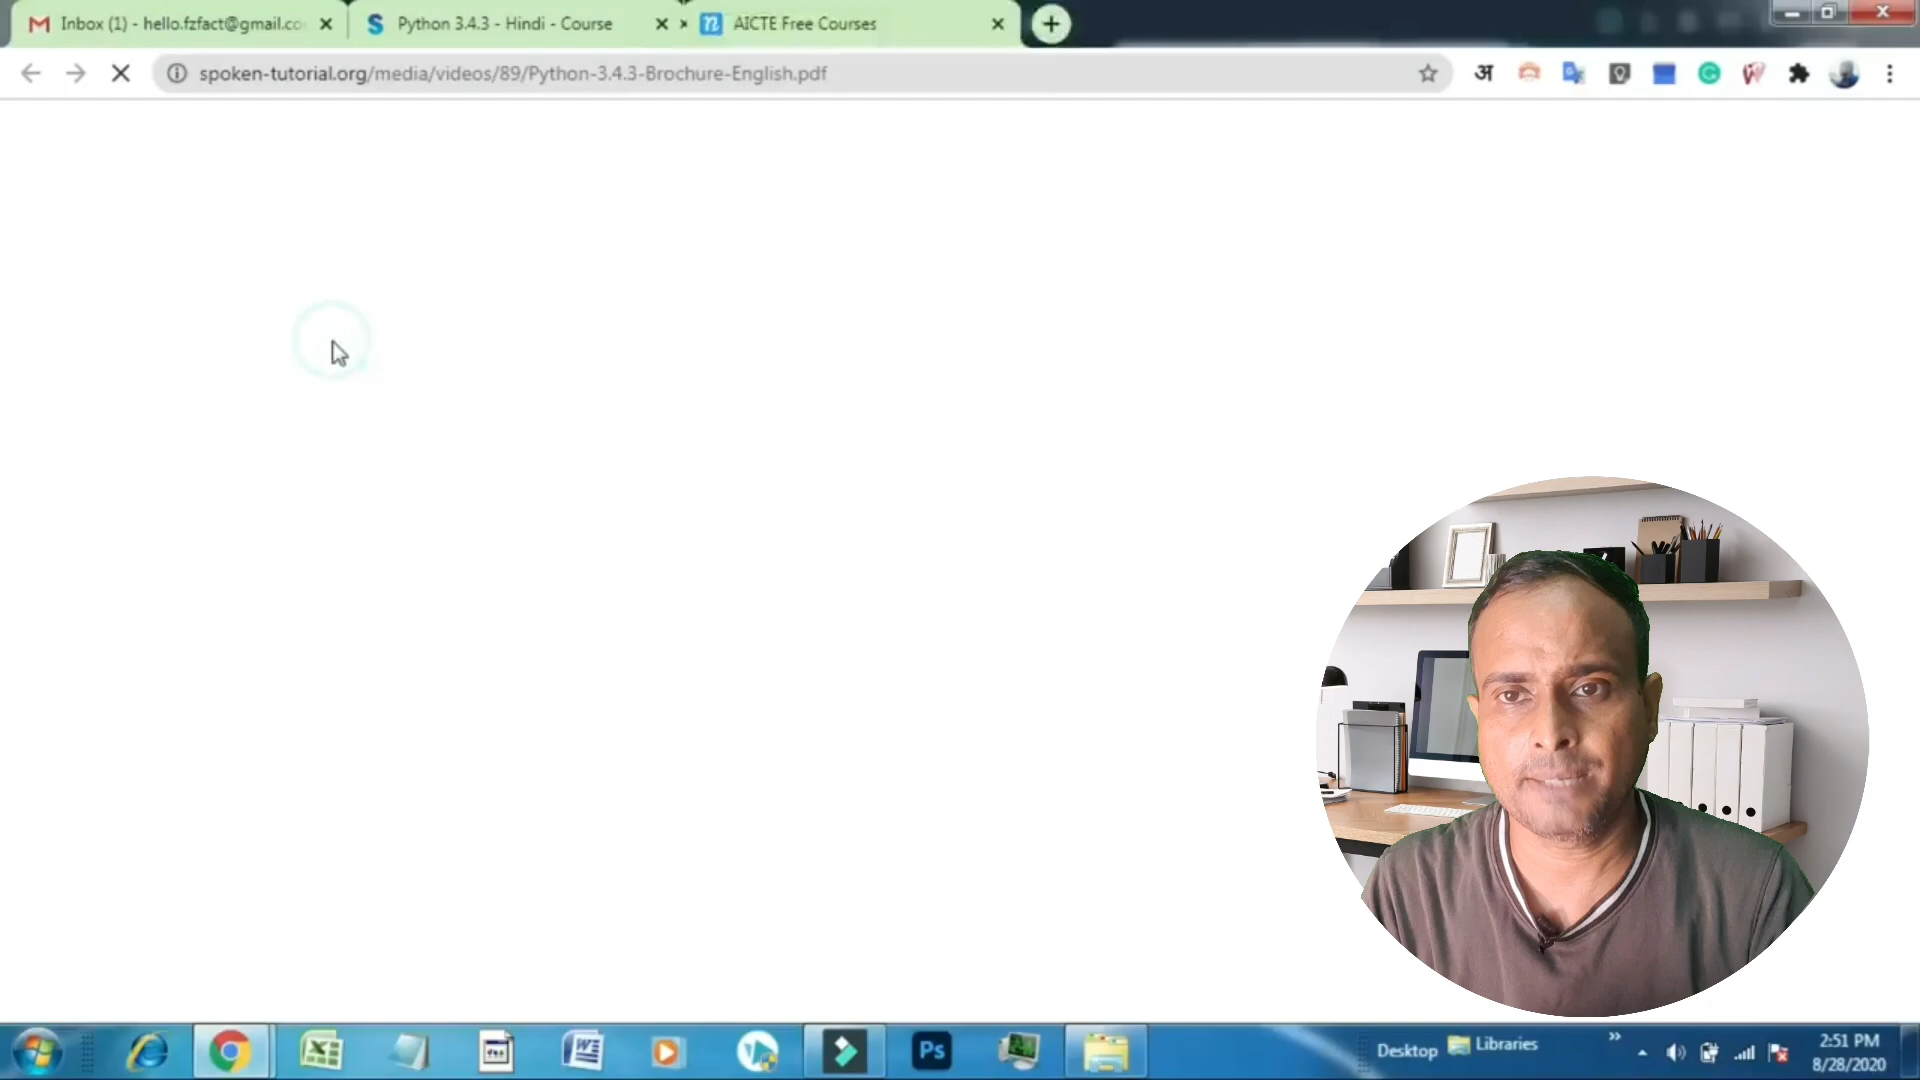 Inbox (1) - hello.fzfact@gmail.co
Python 3.4.3 - Hindi - Course
AICTE Free Courses
spoken-tutorial.org/media/videos/89/Python-3.4.3-Brochure-English.pdf
अ
Ps
Desktop
Libraries
2:51 PM
8/28/2020